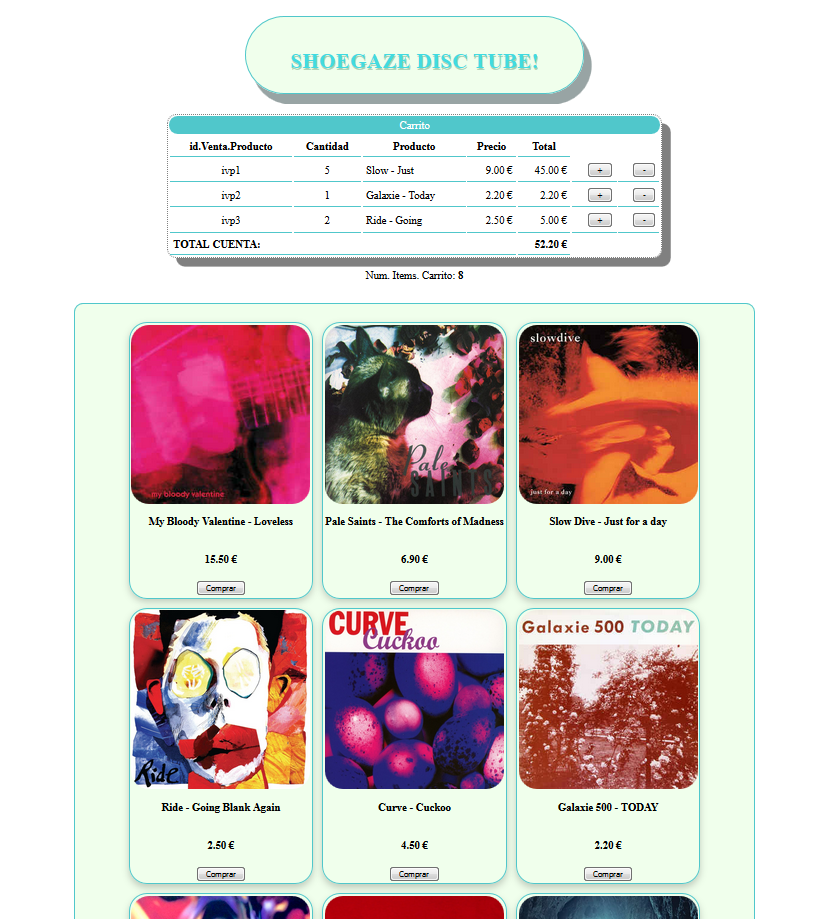 SHOEGAZE DISC TUBE!
Carrito
id.Venta.Producto Cantidad Producto Precio Total
ivp1 5 Slow - Just 9.00 € 45.00 € + -
ivp2 1 Galaxie - Today 2.20 € 2.20 € + -
ivp3 2 Ride - Going 2.50 € 5.00 € + -
TOTAL CUENTA: 52.20 €
Num. Items. Carrito: 8
my bloody valentine
Pale
SAINTS
slowdive
just for a day
My Bloody Valentine - Loveless
Pale Saints - The Comforts of Madness
Slow Dive - Just for a day
15.50 € 6.90 € 9.00 €
Comprar Comprar Comprar
Ride
CURVE
Cuckoo
Galaxie 500 TODAY
Ride - Going Blank Again
Curve - Cuckoo
Galaxie 500 - TODAY
2.50 € 4.50 € 2.20 €
Comprar Comprar Comprar